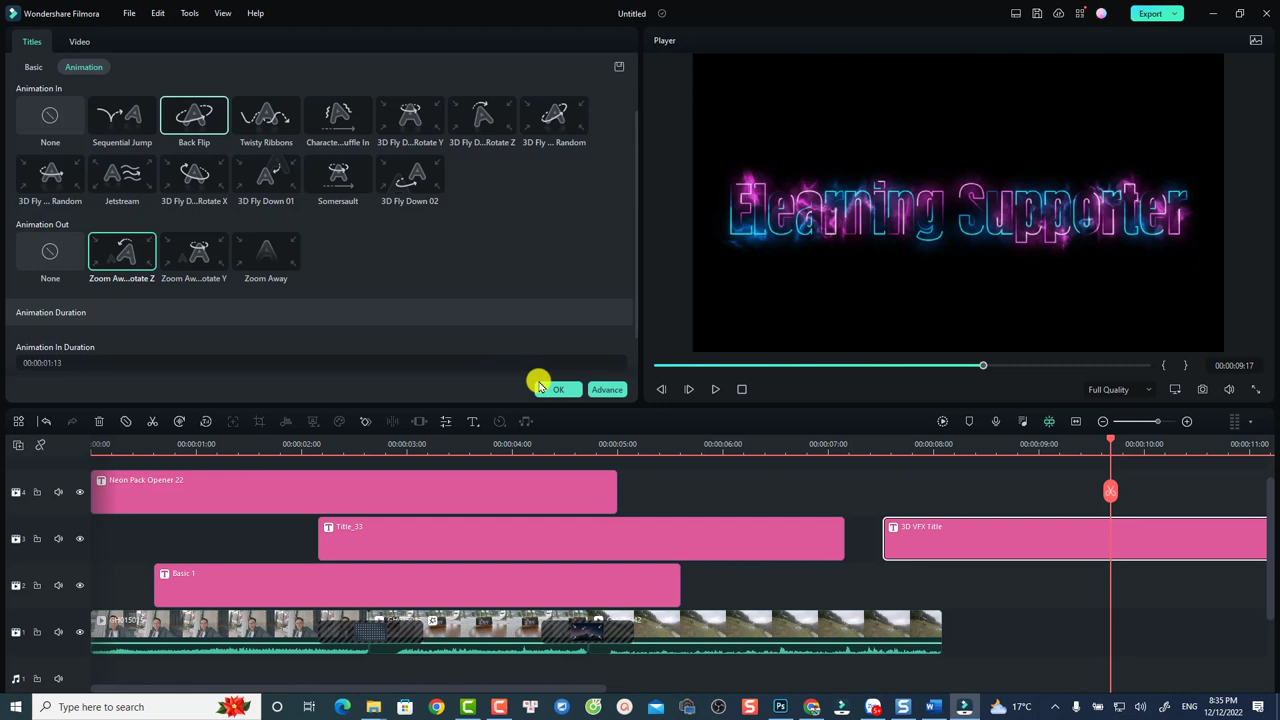 Wondershare Filmora
File
Edit
Tools
View
Help
Untitled
Export
Titles
Video
Basic
Animation
Animation In
None
Sequential Jump
Back Flip
Twisty Ribbons
Characte...uffle In
3D Fly D...Rotate Y
3D Fly D...Rotate Z
3D Fly ... Random
3D Fly ... Random
Jetstream
3D Fly D...Rotate X
3D Fly Down 01
Somersault
3D Fly Down 02
Animation Out
None
Zoom Aw...otate Z
Zoom Aw...otate Y
Zoom Away
Animation Duration
Animation In Duration
00:00:01:13
OK
Advance
Player
Elearning Supporter
00:00:09:17
Full Quality
:00:00
00:00:01:00
00:00:02:00
00:00:03:00
00:00:04:00
00:00:05:00
00:00:06:00
00:00:07:00
00:00:08:00
00:00:09:00
00:00:10:00
00:00:11:00
Neon Pack Opener 22
Title_33
3D VFX Title
Basic 1
4
3
2
1
1
Type here to search
17°C
8:35 PM
12/12/2022